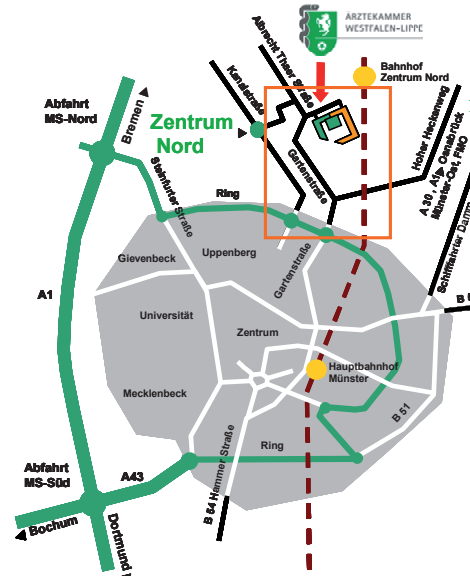 ÄRZTEKAMMER
WESTFALEN-LIPPE
Albrecht Thaer Straße
Bahnhof
Zentrum Nord
Kanalstraße
Abfahrt
MS-Nord
Bremen
Zentrum
Nord
Hoher Heckenweg
A 30 , A1 Osnabrück
Münster-Ost, FMO
Schifffahrter Damm
Gartenstraße
Steinfurter Straße
Ring
Gievenbeck
Uppenberg
Gartenstraße
A1
B 5
Universität
Zentrum
Hauptbahnhof
Münster
Mecklenbeck
B 51
Ring
B 54 Hammer Straße
Abfahrt
MS-Süd
A43
Bochum
Dortmund